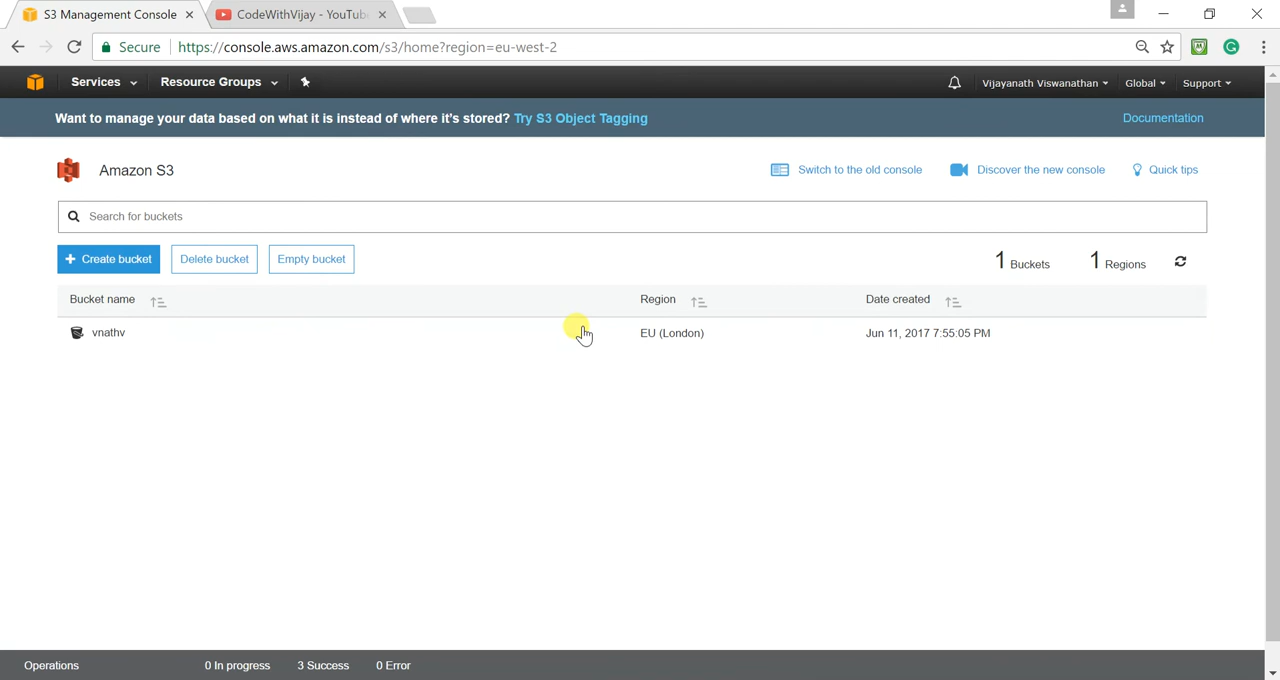 S3 Management Console
CodeWithVijay - YouTub
Secure
https://console.aws.amazon.com/s3/home?region=eu-west-2
Services
Resource Groups
Vijayanath Viswanathan
Global
Support
Want to manage your data based on what it is instead of where it's stored? Try S3 Object Tagging
Documentation
Amazon S3
Switch to the old console
Discover the new console
Quick tips
Search for buckets
+ Create bucket
Delete bucket
Empty bucket
1 Buckets
1 Regions
Bucket name
Region
Date created
vnathv
EU (London)
Jun 11, 2017 7:55:05 PM
Operations
0 In progress
3 Success
0 Error